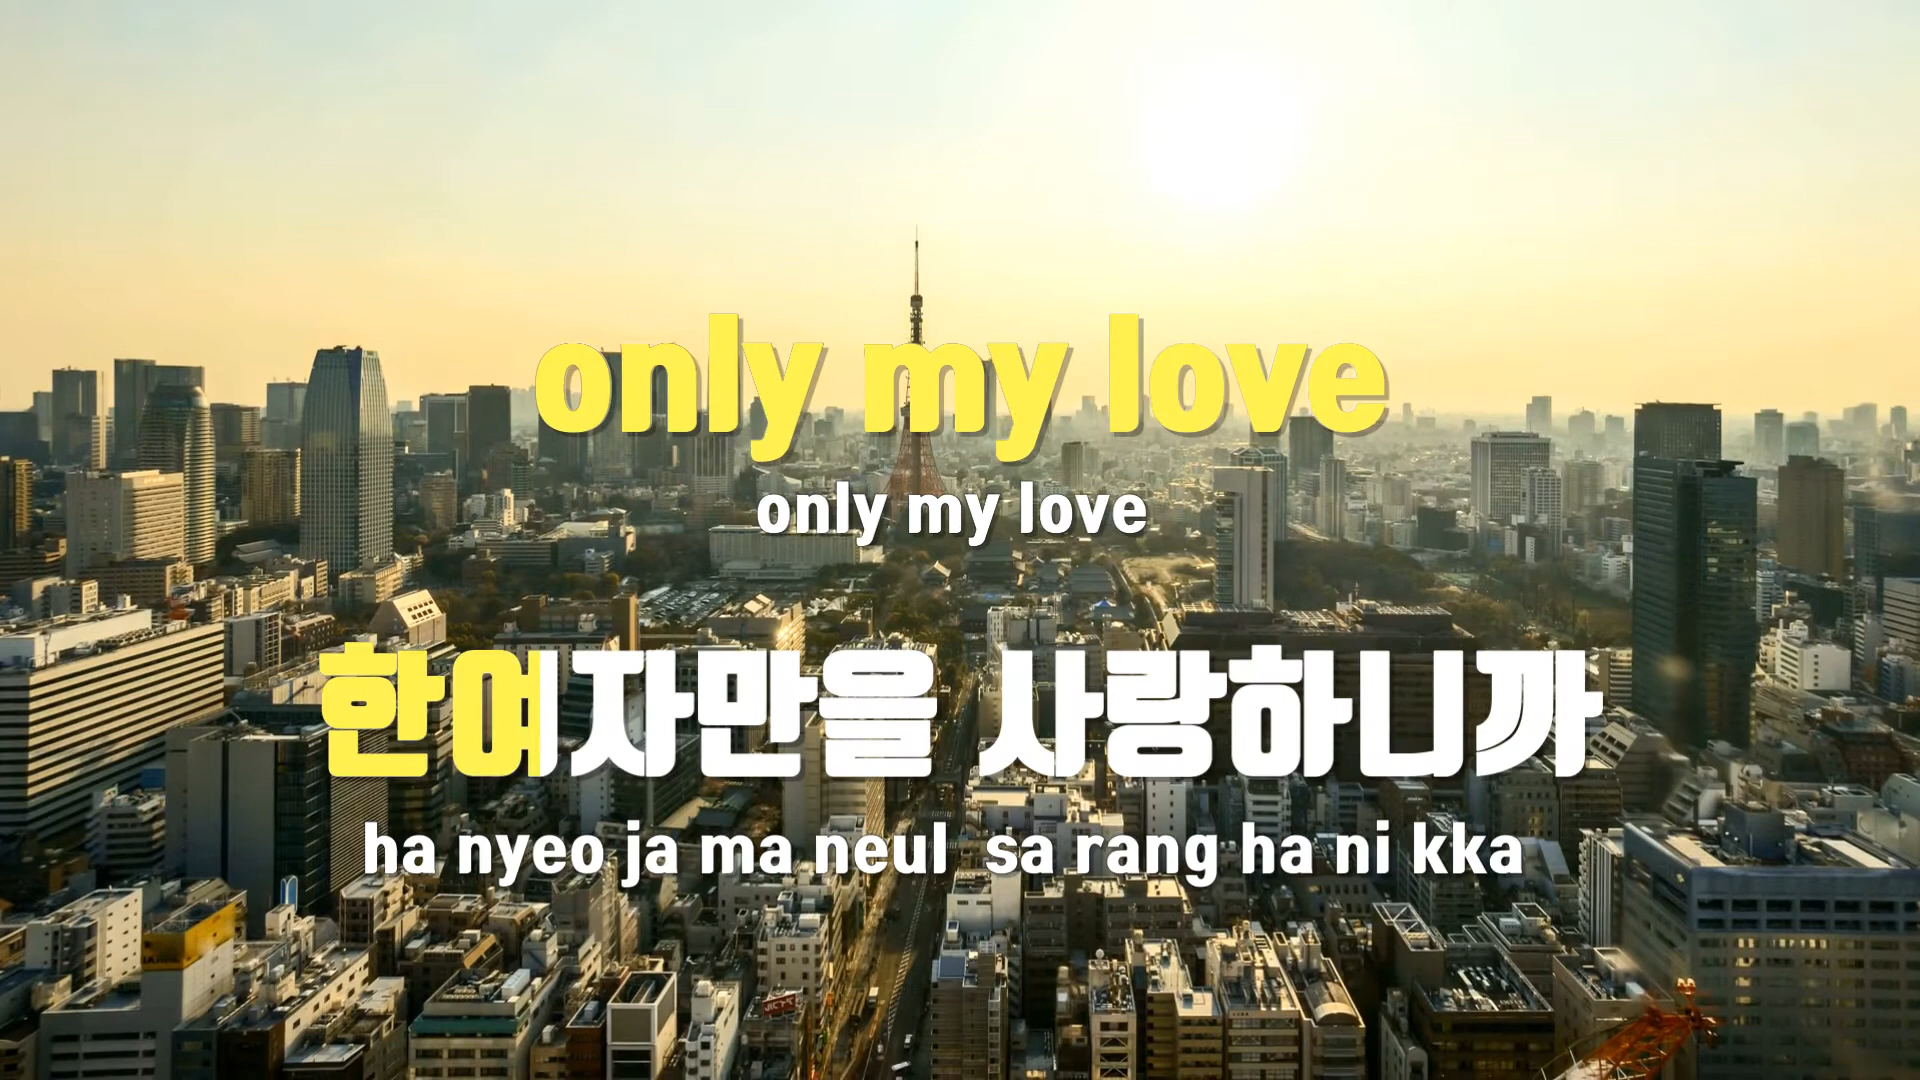 only my love
only my love
한여자만을 사랑하니까
ha nyeo ja ma neul sa rang ha ni kka